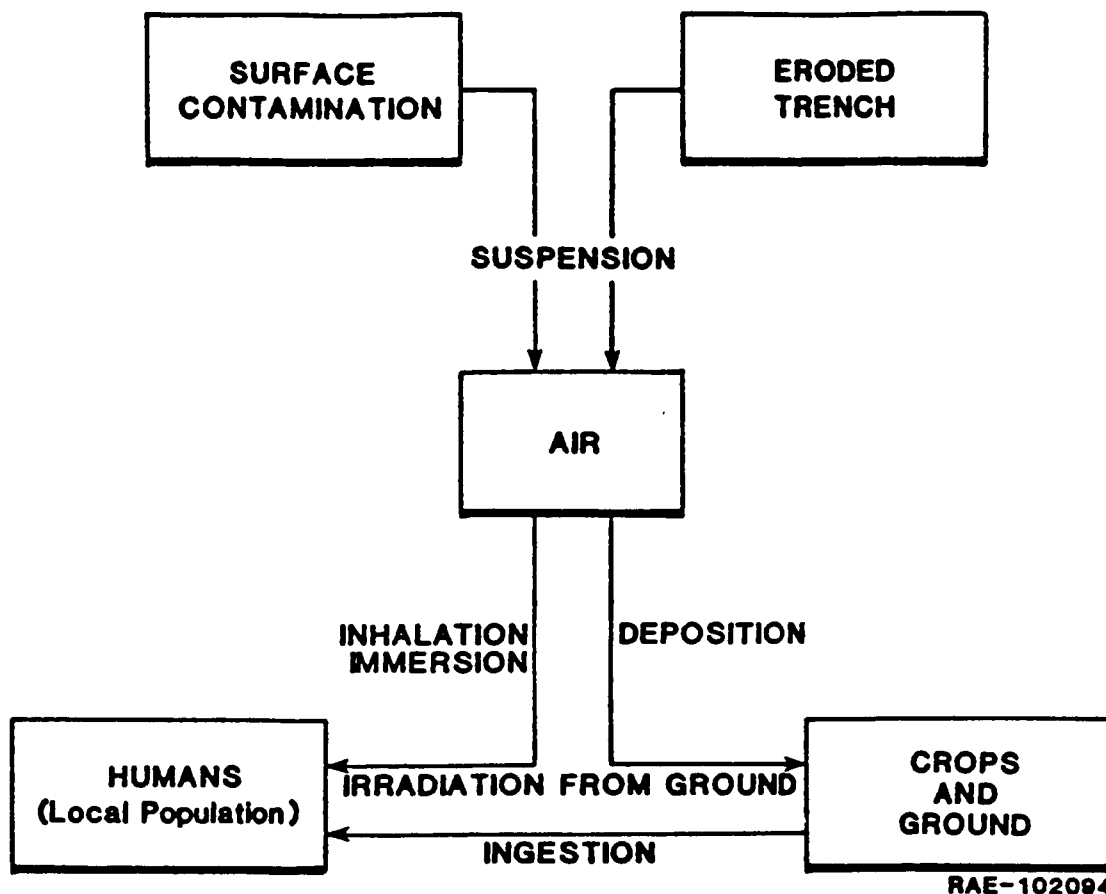 SURFACE
CONTAMINATION
ERODED
TRENCH
SUSPENSION
AIR
INHALATION
IMMERSION
DEPOSITION
HUMANS
(Local Population)
IRRADIATION FROM GROUND
INGESTION
CROPS
AND
GROUND
RAE-102094